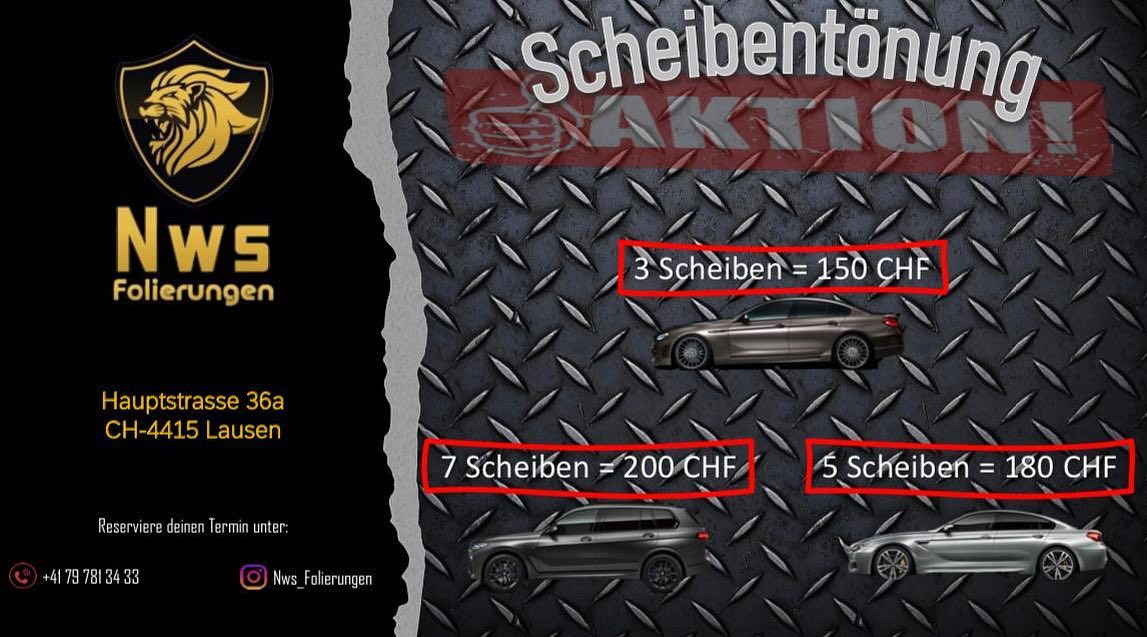 Nws
Folierungen
Hauptstrasse 36a
CH-4415 Lausen
Reserviere deinen Termin unter:
+41 79 781 34 33
Nws_Folierungen
Scheibentönung
AKTION!
3 Scheiben = 150 CHF
7 Scheiben = 200 CHF
5 Scheiben = 180 CHF